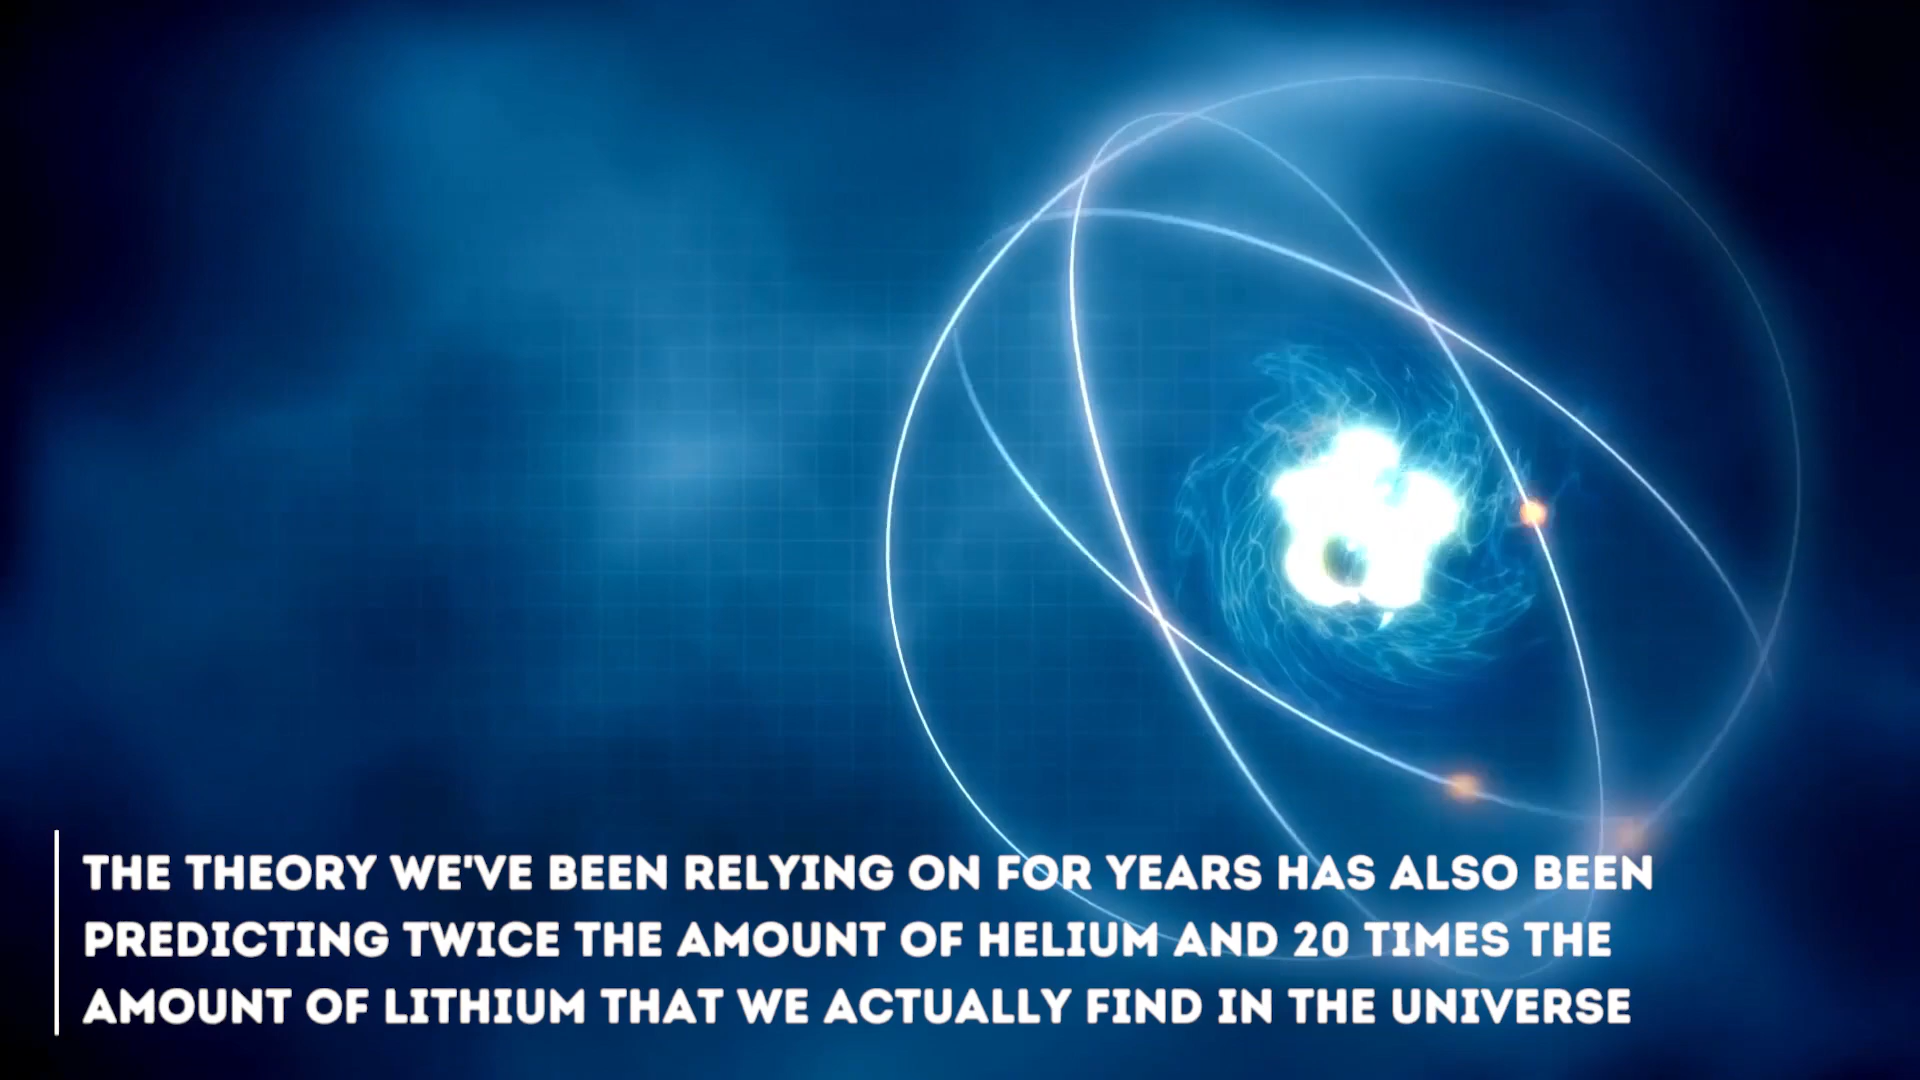 THE THEORY WE'VE BEEN RELYING ON FOR YEARS HAS ALSO BEEN
PREDICTING TWICE THE AMOUNT OF HELIUM AND 20 TIMES THE
AMOUNT OF LITHIUM THAT WE ACTUALLY FIND IN THE UNIVERSE